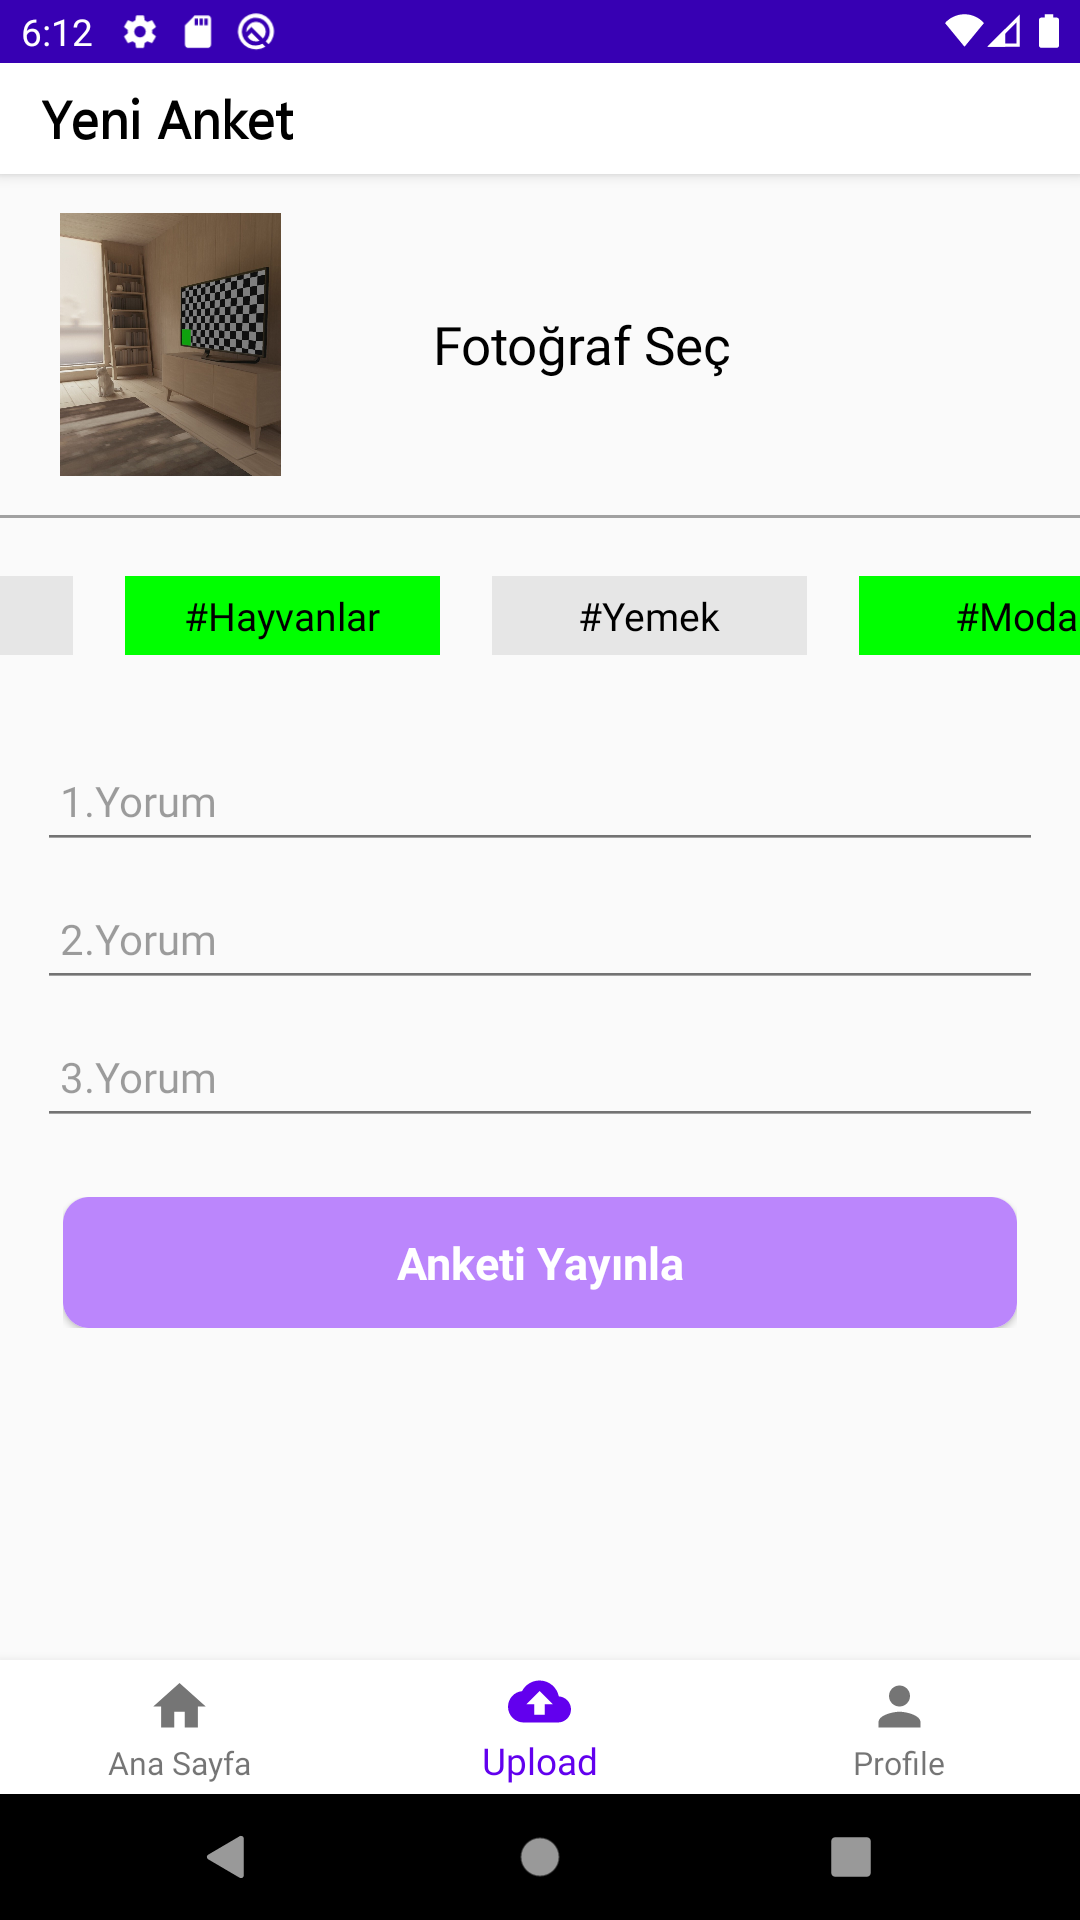 6:12
Yeni Anket
Fotoğraf Seç
#Hayvanlar #Yemek #Moda
1.Yorum
2.Yorum
3.Yorum
Anketi Yayınla
Ana Sayfa Upload Profile